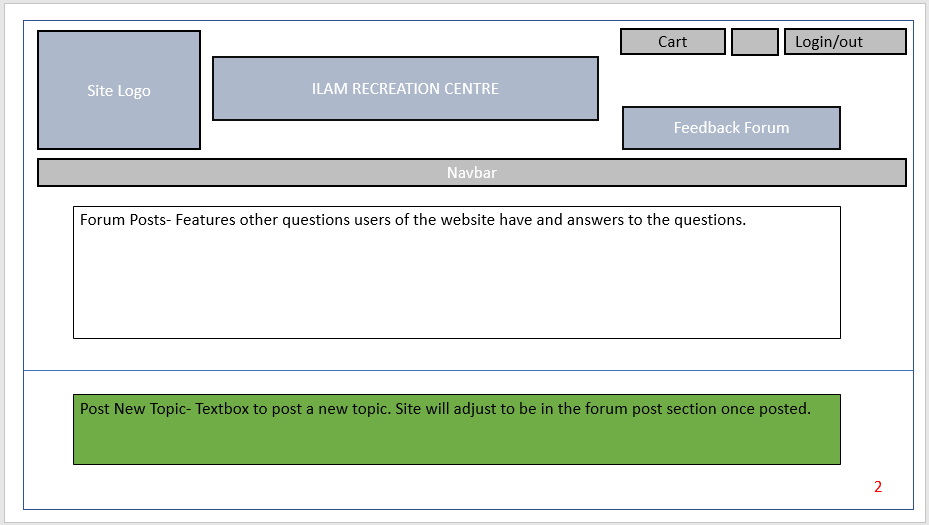 Cart
Login/out
Site Logo
ILAM RECREATION CENTRE
Feedback Forum
Navbar
Forum Posts- Features other questions users of the website have and answers to the questions.
Post New Topic- Textbox to post a new topic. Site will adjust to be in the forum post section once posted.
2